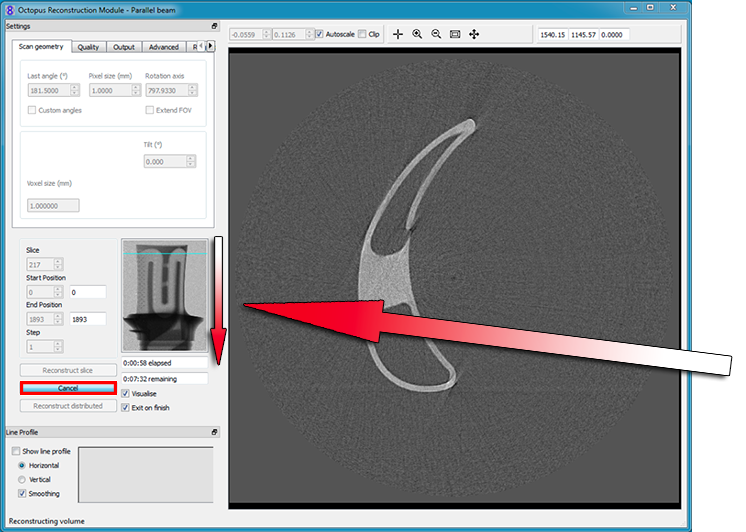 Octopus Reconstruction Module - Parallel beam
Settings
Scan geometry Quality Output Advanced
-0.0559 0.1126 Autoscale Clip 1540.15 1145.57 0.0000
Last angle (°) Pixel size (mm) Rotation axis
181.5000 1.0000 797.9330
Custom angles Extend FOV
Tilt (°)
0.000
Voxel size (mm)
1.000000
Slice
217
Start Position
0 0
End Position
1893 1893
Step
1
0:00:58 elapsed
Reconstruct slice
0:07:32 remaining
Cancel
Visualise
Reconstruct distributed
Exit on finish
Line Profile
Show line profile
Horizontal
Vertical
Smoothing
Reconstructing volume